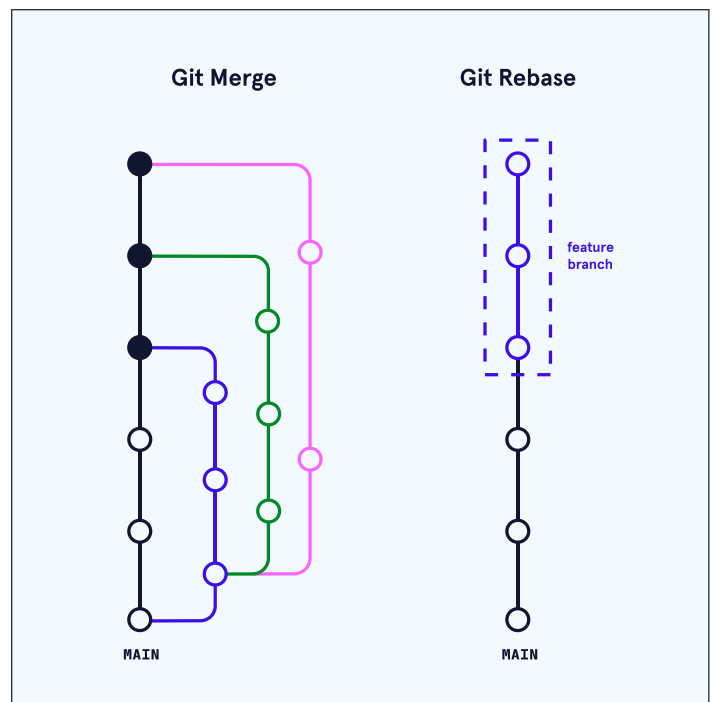 Git Merge
Git Rebase
feature
branch
MAIN
MAIN